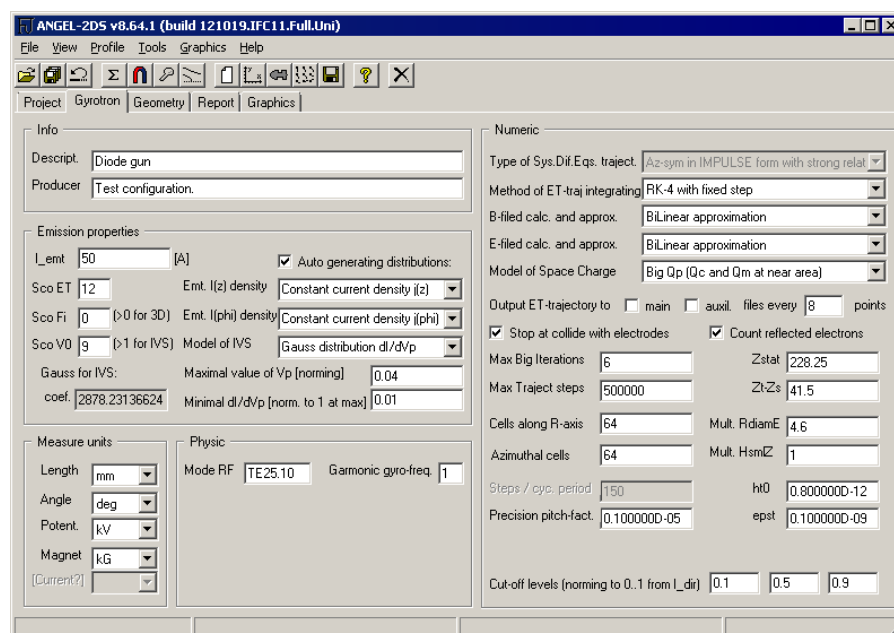 ANGEL-2DS v8.64.1 (build 121019.IFC11.Full.Uni)
File View Profile Tools Graphics Help
Project Gyrotron Geometry Report Graphics
Info
Descript. Diode gun
Producer Test configuration.
Emission properties
I_emt 50 [A] Auto generating distributions:
Sco ET 12 Emt. I(z) density Constant current density j(z)
Sco Fi 0 (>0 for 3D) Emt. I(phi) density Constant current density j(phi)
Sco V0 9 (>1 for IVS) Model of IVS Gauss distribution dI/dVp
Gauss for IVS: Maximal value of Vp [norming] 0.04
coef. 2878.23136624 Minimal dI/dVp [norm. to 1 at max] 0.01
Measure units
Length mm
Angle deg
Potent. kV
Magnet kG
[Current?]
Physic
Mode RF TE25.10 Garmonic gyro-freq. 1
Numeric
Type of Sys.Dif.Eqs. traject. Az-sym in IMPULSE form with strong relat
Method of ET-traj integrating RK-4 with fixed step
B-filed calc. and approx. BiLinear approximation
E-filed calc. and approx. BiLinear approximation
Model of Space Charge Big Qp (Qc and Qm at near area)
Output ET-trajectory to main auxil. files every 8 points
Stop at collide with electrodes Count reflected electrons
Max Big Iterations 6 Zstat 228.25
Max Traject steps 500000 Zt-Zs 41.5
Cells along R-axis 64 Mult. RdiamE 4.6
Azimuthal cells 64 Mult. HsmlZ 1
Steps / cyc. period 150 ht0 0.800000D-12
Precision pitch-fact. 0.100000D-05 epst 0.100000D-09
Cut-off levels (norming to 0..1 from I_dir) 0.1 0.5 0.9